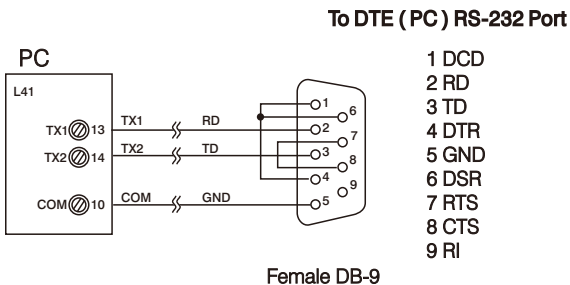 To DTE ( PC ) RS-232 Port
PC
L41
TX1 13 TX1 RD
TX2 14 TX2 TD
COM 10 COM GND
1
2
3
4
5
6
7
8
9
1 DCD
2 RD
3 TD
4 DTR
5 GND
6 DSR
7 RTS
8 CTS
9 RI
Female DB-9